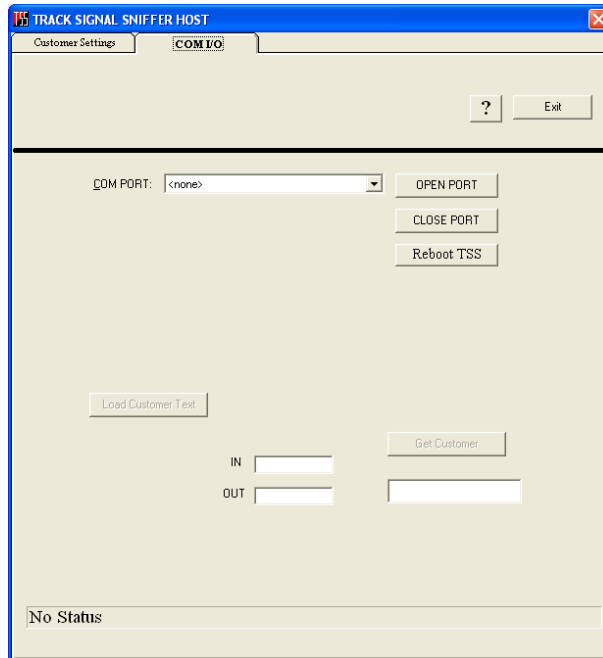 TSS TRACK SIGNAL SNIFFER HOST
Customer Settings COM I/O
? Exit
COM PORT: <none> OPEN PORT
CLOSE PORT
Reboot TSS
Load Customer Text
Get Customer
IN
OUT
No Status